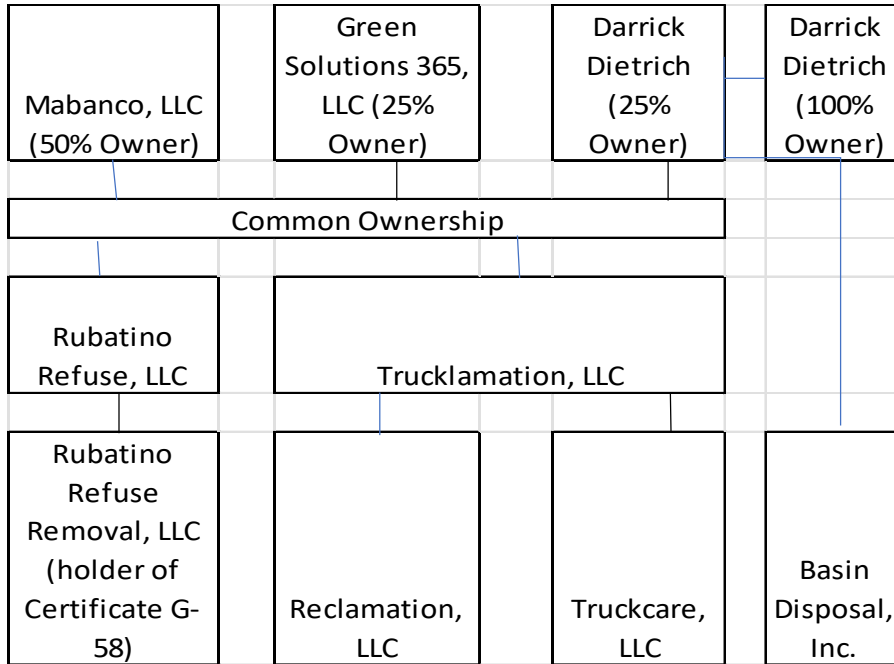 Mabanco, LLC
(50% Owner)
Green
Solutions 365,
LLC (25%
Owner)
Darrick
Dietrich
(25%
Owner)
Darrick
Dietrich
(100%
Owner)
Common Ownership
Rubatino
Refuse, LLC
Trucklamation, LLC
Rubatino
Refuse
Removal, LLC
(holder of
Certificate G-
58)
Reclamation,
LLC
Truckcare,
LLC
Basin
Disposal,
Inc.